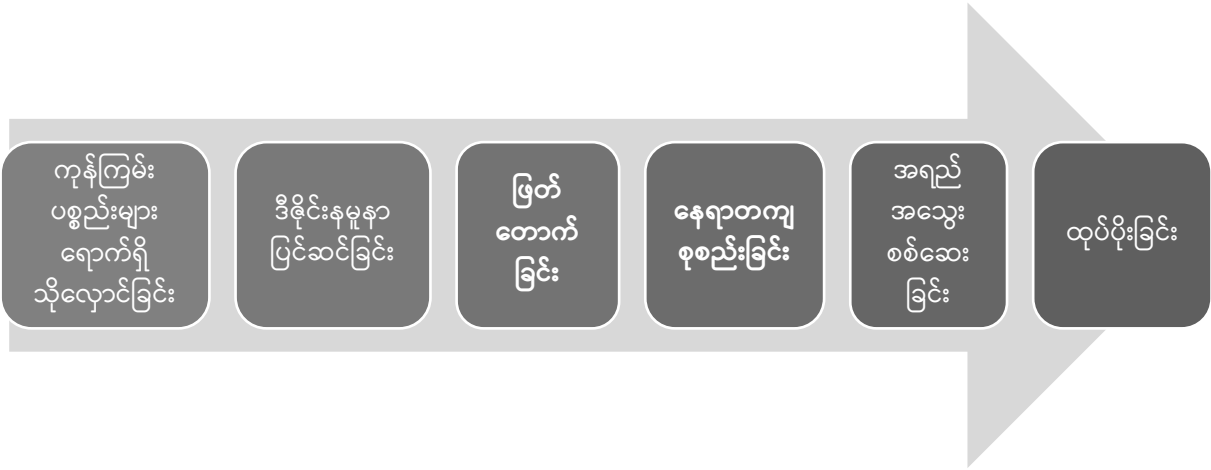 ကုန်ကြမ်း
ပစ္စည်းများ
ရောက်ရှိ
သိုလှောင်ခြင်း
ဒီဇိုင်းနမူနာ
ပြင်ဆင်ခြင်း
ဖြတ်
တောက်
ခြင်း
နေရာတကျ
စုစည်းခြင်း
အရည်
အသွေး
စစ်ဆေး
ခြင်း
ထုပ်ပိုးခြင်း